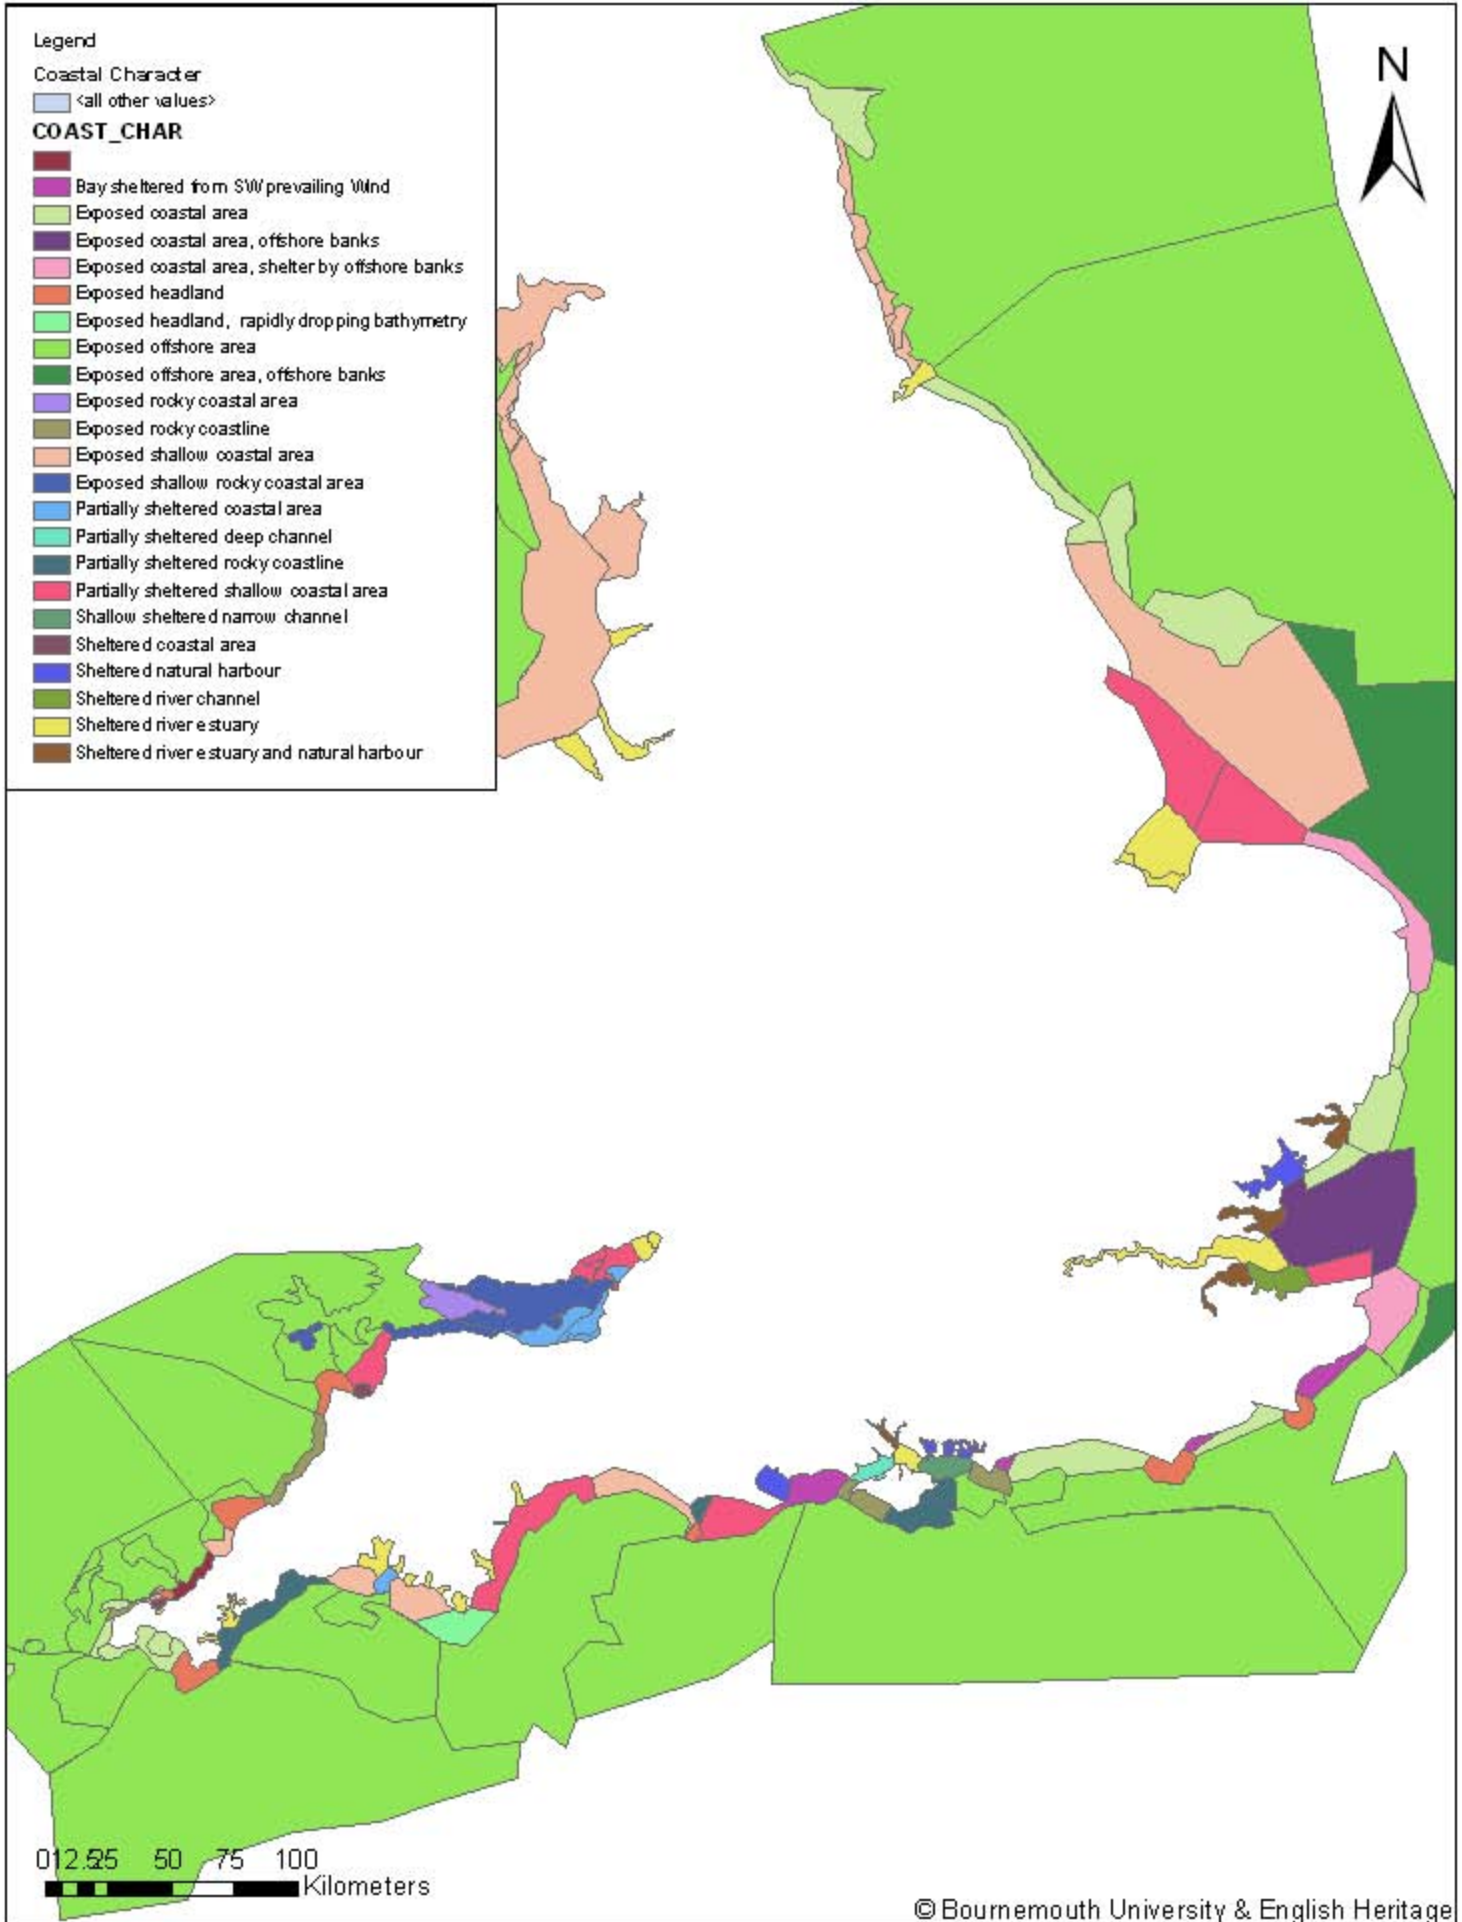 Legend
Coastal Character
<all other values>
COAST_CHAR
Bay sheltered from SW prevailing Wind
Exposed coastal area
Exposed coastal area, offshore banks
Exposed coastal area, shelter by offshore banks
Exposed headland
Exposed headland, rapidly dropping bathymetry
Exposed offshore area
Exposed offshore area, offshore banks
Exposed rocky coastal area
Exposed rocky coastline
Exposed shallow coastal area
Exposed shallow rocky coastal area
Partially sheltered coastal area
Partially sheltered deep channel
Partially sheltered rocky coastline
Partially sheltered shallow coastal area
Shallow sheltered narrow channel
Sheltered coastal area
Sheltered natural harbour
Sheltered river channel
Sheltered river estuary
Sheltered river estuary and natural harbour
N
0 12.5 25 50 75 100
Kilometers
© Bournemouth University & English Heritage